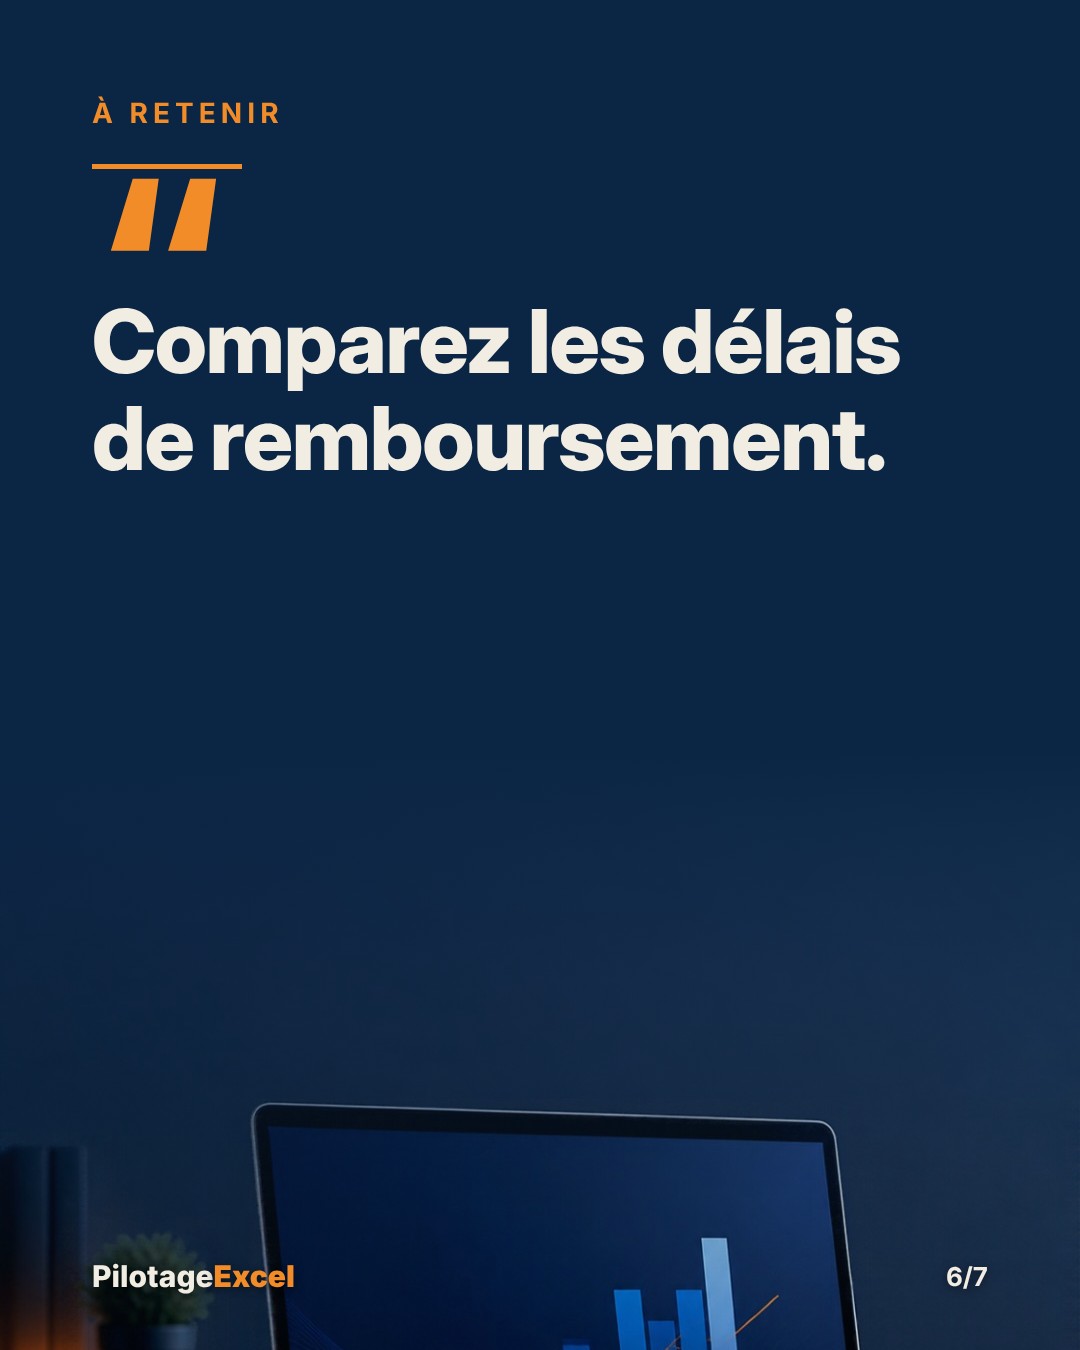 À RETENIR
"
Comparez les délais
de remboursement.
PilotageExcel
6/7